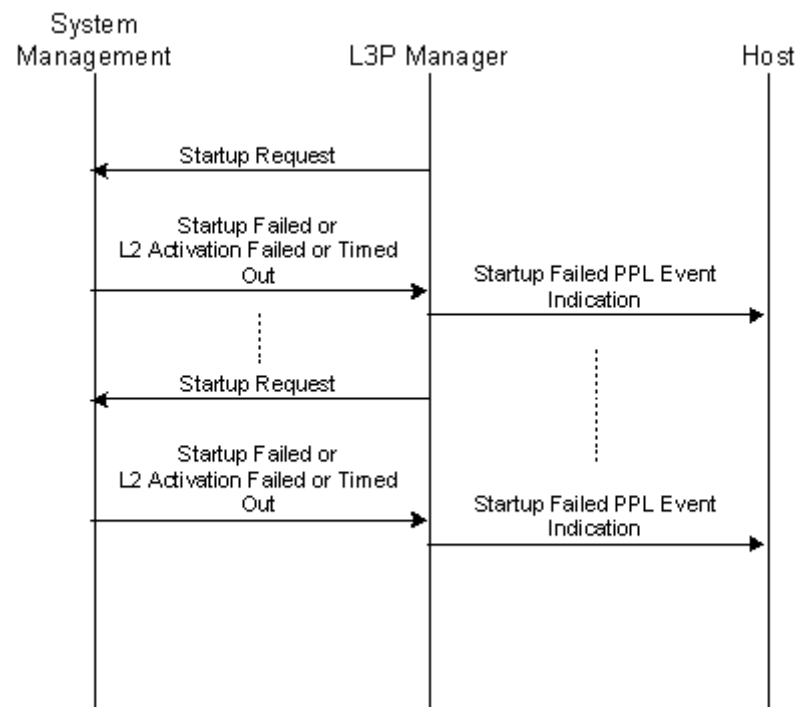 System
Management
L3P Manager
Host
Startup Request
Startup Failed or
L2 Activation Failed or Timed
Out
Startup Failed PPL Event
Indication
Startup Request
Startup Failed or
L2 Activation Failed or Timed
Out
Startup Failed PPL Event
Indication